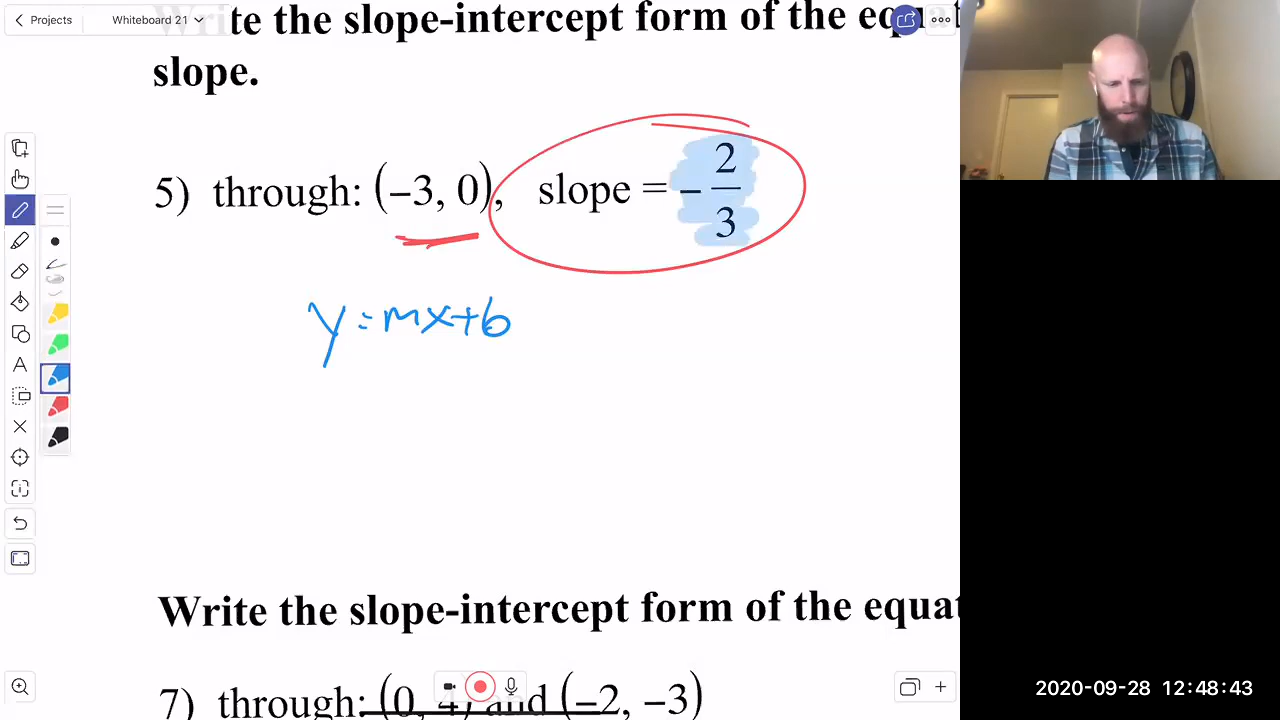 Projects
Whiteboard 21
te the slope-intercept form of the equat
slope.
5) through: (−3, 0), slope = − 2/3
y = mx+b
Write the slope-intercept form of the equat
7) through: (0, 4) and (−2, −3)
2020-09-28 12:48:43